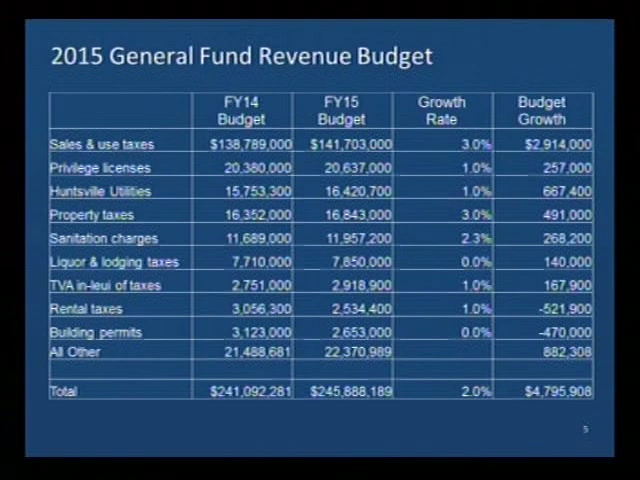 2015 General Fund Revenue Budget
FY14 Budget FY15 Budget Growth Rate Budget Growth
Sales & use taxes $138,789,000 $141,703,000 3.0% $2,914,000
Privilege licenses 20,380,000 20,637,000 1.0% 257,000
Huntsville Utilities 15,753,300 16,420,700 1.0% 667,400
Property taxes 16,352,000 16,843,000 3.0% 491,000
Sanitation charges 11,689,000 11,957,200 2.3% 268,200
Liquor & lodging taxes 7,710,000 7,850,000 0.0% 140,000
TVA in-leui of taxes 2,751,000 2,918,900 1.0% 167,900
Rental taxes 3,056,300 2,534,400 1.0% -521,900
Building permits 3,123,000 2,653,000 0.0% -470,000
All Other 21,488,681 22,370,989 882,308
Total $241,092,281 $245,888,189 2.0% $4,795,908
5